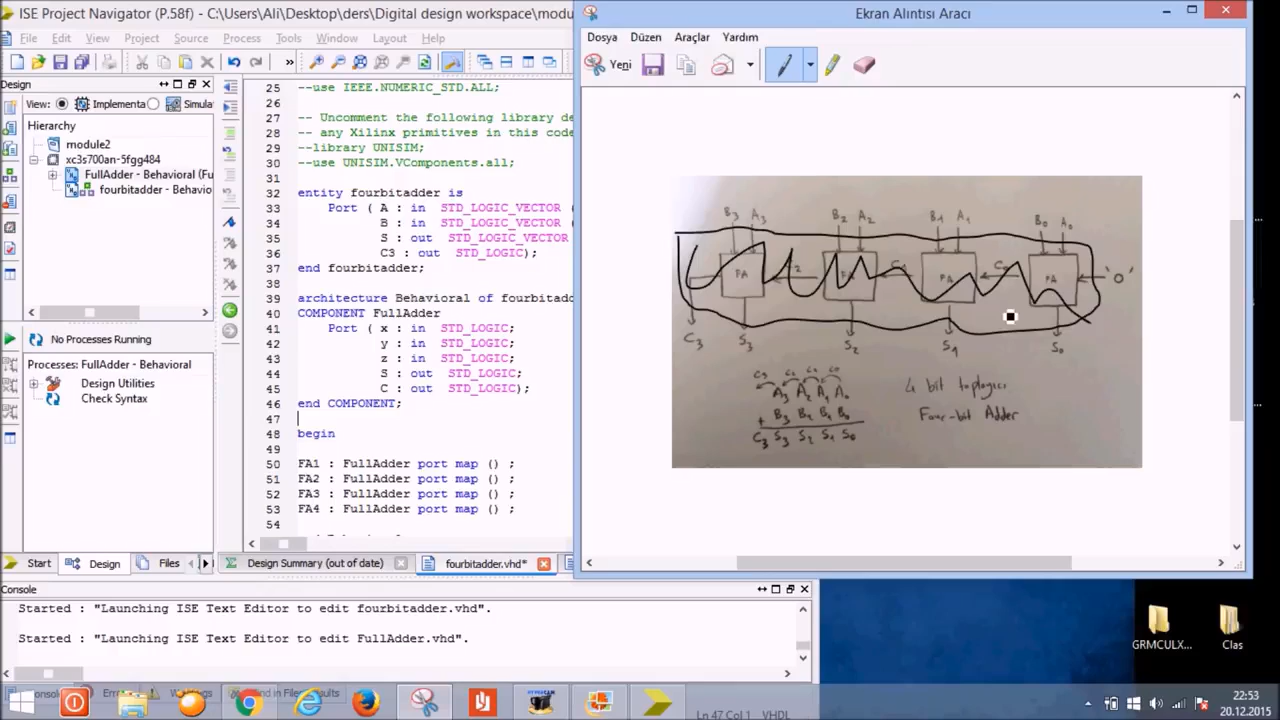 ISE Project Navigator (P.58f) - C:\Users\Ali\Desktop\ders\Digital design workspace\modu
File Edit View Project Source Process Tools Window Layout Help
Design
View: Implementa Simula
Hierarchy
module2
xc3s700an-5fgg484
FullAdder - Behavioral (Fu
fourbitadder - Behavio
No Processes Running
Processes: FullAdder - Behavioral
Design Utilities
Check Syntax
Start Design Files
25 --use IEEE.NUMERIC_STD.ALL;
26
27 -- Uncomment the following library de
28 -- any Xilinx primitives in this code
29 --library UNISIM;
30 --use UNISIM.VComponents.all;
31
32 entity fourbitadder is
33 Port ( A : in STD_LOGIC_VECTOR (
34 B : in STD_LOGIC_VECTOR (
35 S : out STD_LOGIC_VECTOR (
36 C3 : out STD_LOGIC);
37 end fourbitadder;
38
39 architecture Behavioral of fourbitadd
40 COMPONENT FullAdder
41 Port ( x : in STD_LOGIC;
42 y : in STD_LOGIC;
43 z : in STD_LOGIC;
44 S : out STD_LOGIC;
45 C : out STD_LOGIC);
46 end COMPONENT;
47
48 begin
49
50 FA1 : FullAdder port map () ;
51 FA2 : FullAdder port map () ;
52 FA3 : FullAdder port map () ;
53 FA4 : FullAdder port map () ;
54
Design Summary (out of date) fourbitadder.vhd*
Console
Started : "Launching ISE Text Editor to edit fourbitadder.vhd".
Started : "Launching ISE Text Editor to edit FullAdder.vhd".
Ekran Alıntısı Aracı
Dosya Düzen Araçlar Yardım
Yeni
B3 A3 B2 A2 B1 A1 B0 A0
FA FA FA FA '0'
C3 S3 S2 S1 S0
A3 A2 A1 A0
+ B3 B2 B1 B0
C3 S3 S2 S1 S0
4 bit toplayıcı
Four-bit Adder
GRMCULX... Clas
Console Find in Files Results
Ln 47 Col 1 VHDL
22:53
20.12.2015